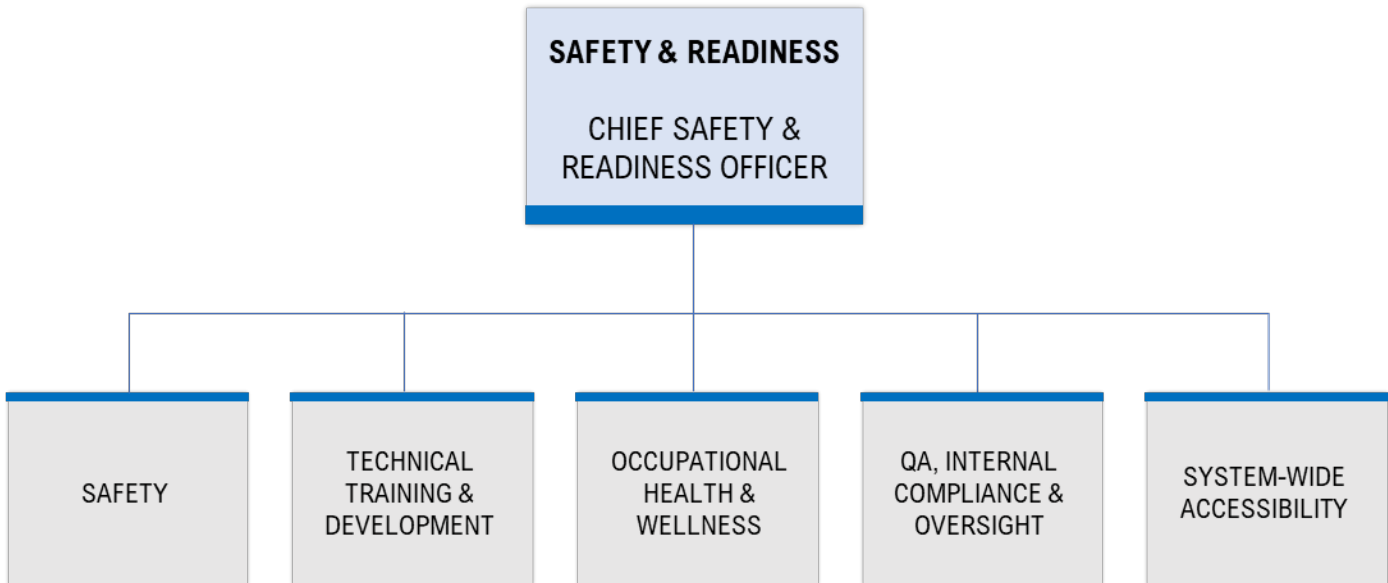 SAFETY & READINESS
CHIEF SAFETY &
READINESS OFFICER
SAFETY
TECHNICAL
TRAINING &
DEVELOPMENT
OCCUPATIONAL
HEALTH &
WELLNESS
QA, INTERNAL
COMPLIANCE &
OVERSIGHT
SYSTEM-WIDE
ACCESSIBILITY